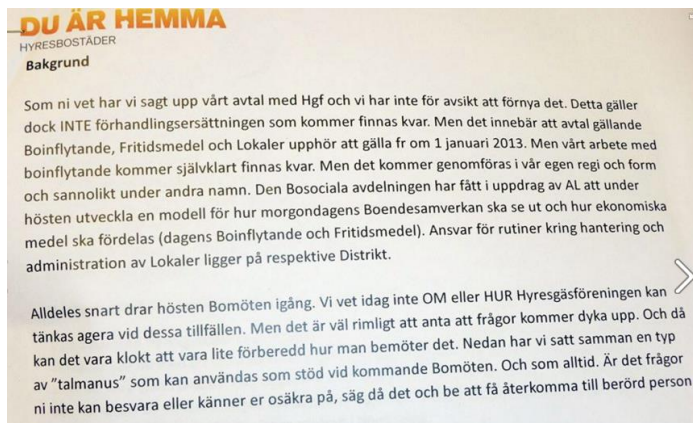 DU ÄR HEMMA
HYRESBOSTÄDER
Bakgrund
Som ni vet har vi sagt upp vårt avtal med Hgf och vi har inte för avsikt att förnya det. Detta gäller
dock INTE förhandlingsersättningen som kommer finnas kvar. Men det innebär att avtal gällande
Boinflytande, Fritidsmedel och Lokaler upphör att gälla fr om 1 januari 2013. Men vårt arbete med
boinflytande kommer självklart finnas kvar. Men det kommer genomföras i vår egen regi och form
och sannolikt under andra namn. Den Bosociala avdelningen har fått i uppdrag av AL att under
hösten utveckla en modell för hur morgondagens Boendesamverkan ska se ut och hur ekonomiska
medel ska fördelas (dagens Boinflytande och Fritidsmedel). Ansvar för rutiner kring hantering och
administration av Lokaler ligger på respektive Distrikt.
Alldeles snart drar hösten Bomöten igång. Vi vet idag inte OM eller HUR Hyresgäsföreningen kan
tänkas agera vid dessa tillfällen. Men det är väl rimligt att anta att frågor kommer dyka upp. Och då
kan det vara klokt att vara lite förberedd hur man bemöter det. Nedan har vi satt samman en typ
av ”talmanus” som kan användas som stöd vid kommande Bomöten. Och som alltid. Är det frågor
ni inte kan besvara eller känner er osäkra på, säg då det och be att få återkomma till berörd person